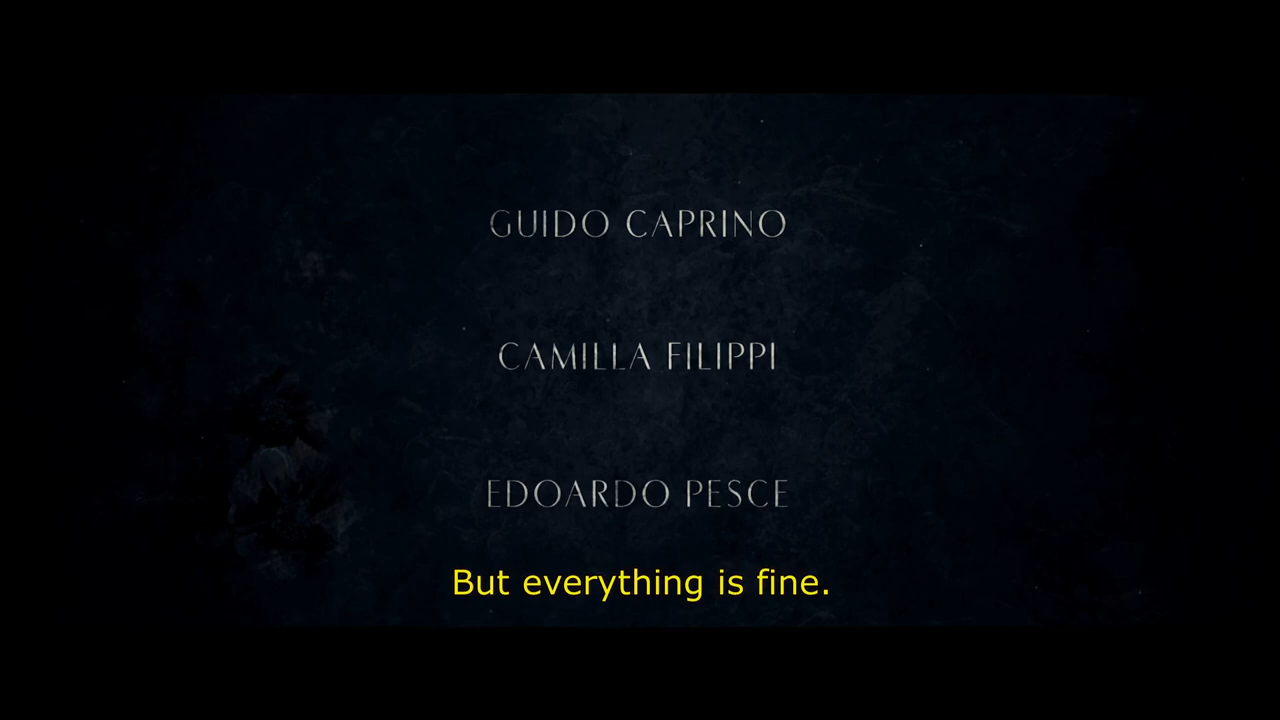 GUIDO CAPRINO
CAMILLA FILIPPI
EDOARDO PESCE
But everything is fine.